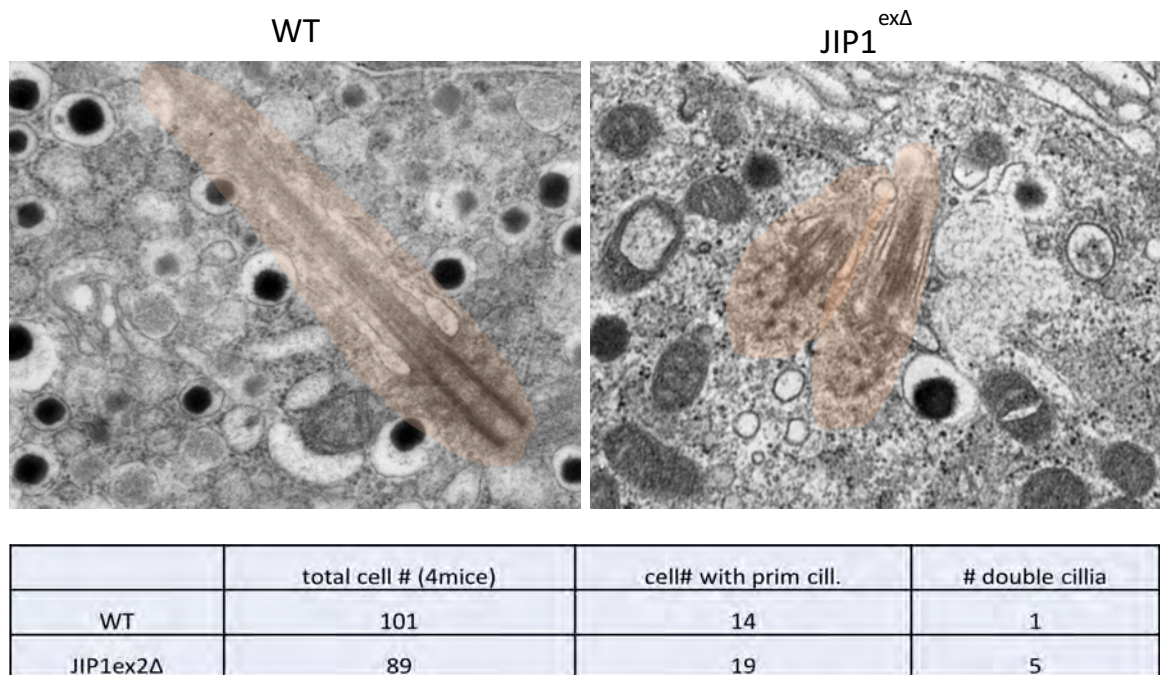 WT
JIP1exΔ
total cell # (4mice) cell# with prim cill. # double cillia
WT 101 14 1
JIP1ex2Δ 89 19 5